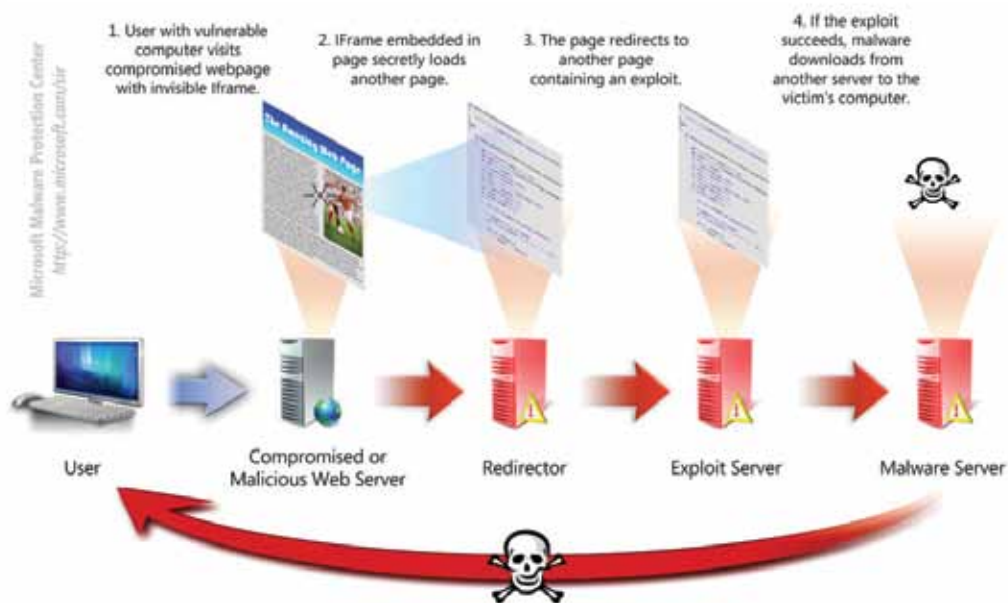 Microsoft Malware Protection Center
http://www.microsoft.com/sir
1. User with vulnerable
computer visits
compromised webpage
with invisible Iframe.
2. IFrame embedded in
page secretly loads
another page.
3. The page redirects to
another page
containing an exploit.
4. If the exploit
succeeds, malware
downloads from
another server to the
victim's computer.
The Amazing Web Page
User
Compromised or
Malicious Web Server
Redirector
Exploit Server
Malware Server